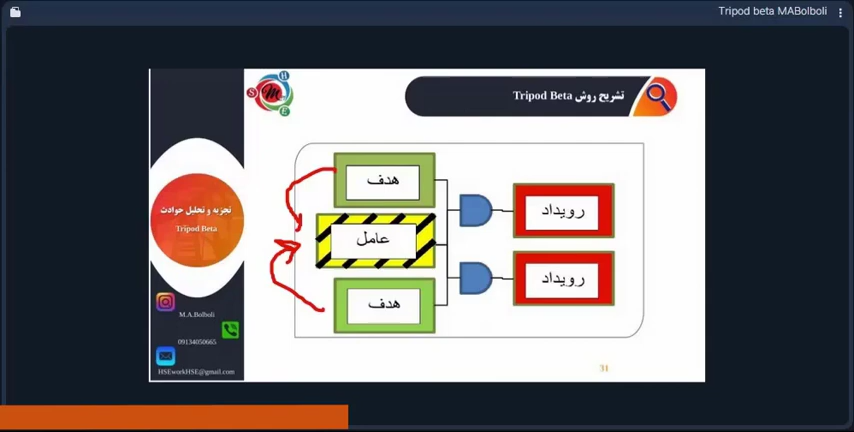 Tripod beta MABolboli
تشریح روش Tripod Beta
S
H
M
E
تجزیه و تحلیل حوادث
Tripod Beta
هدف
عامل
هدف
رویداد
رویداد
M.A.Bolboli
09134050665
HSEworkHSE@gmail.com
31